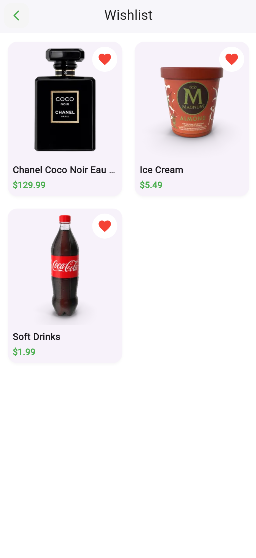 Wishlist
COCO
NOIR
CHANEL
Chanel Coco Noir Eau ...
$129.99
M
MAGNUM
Ice Cream
$5.49
Coca-Cola
Soft Drinks
$1.99